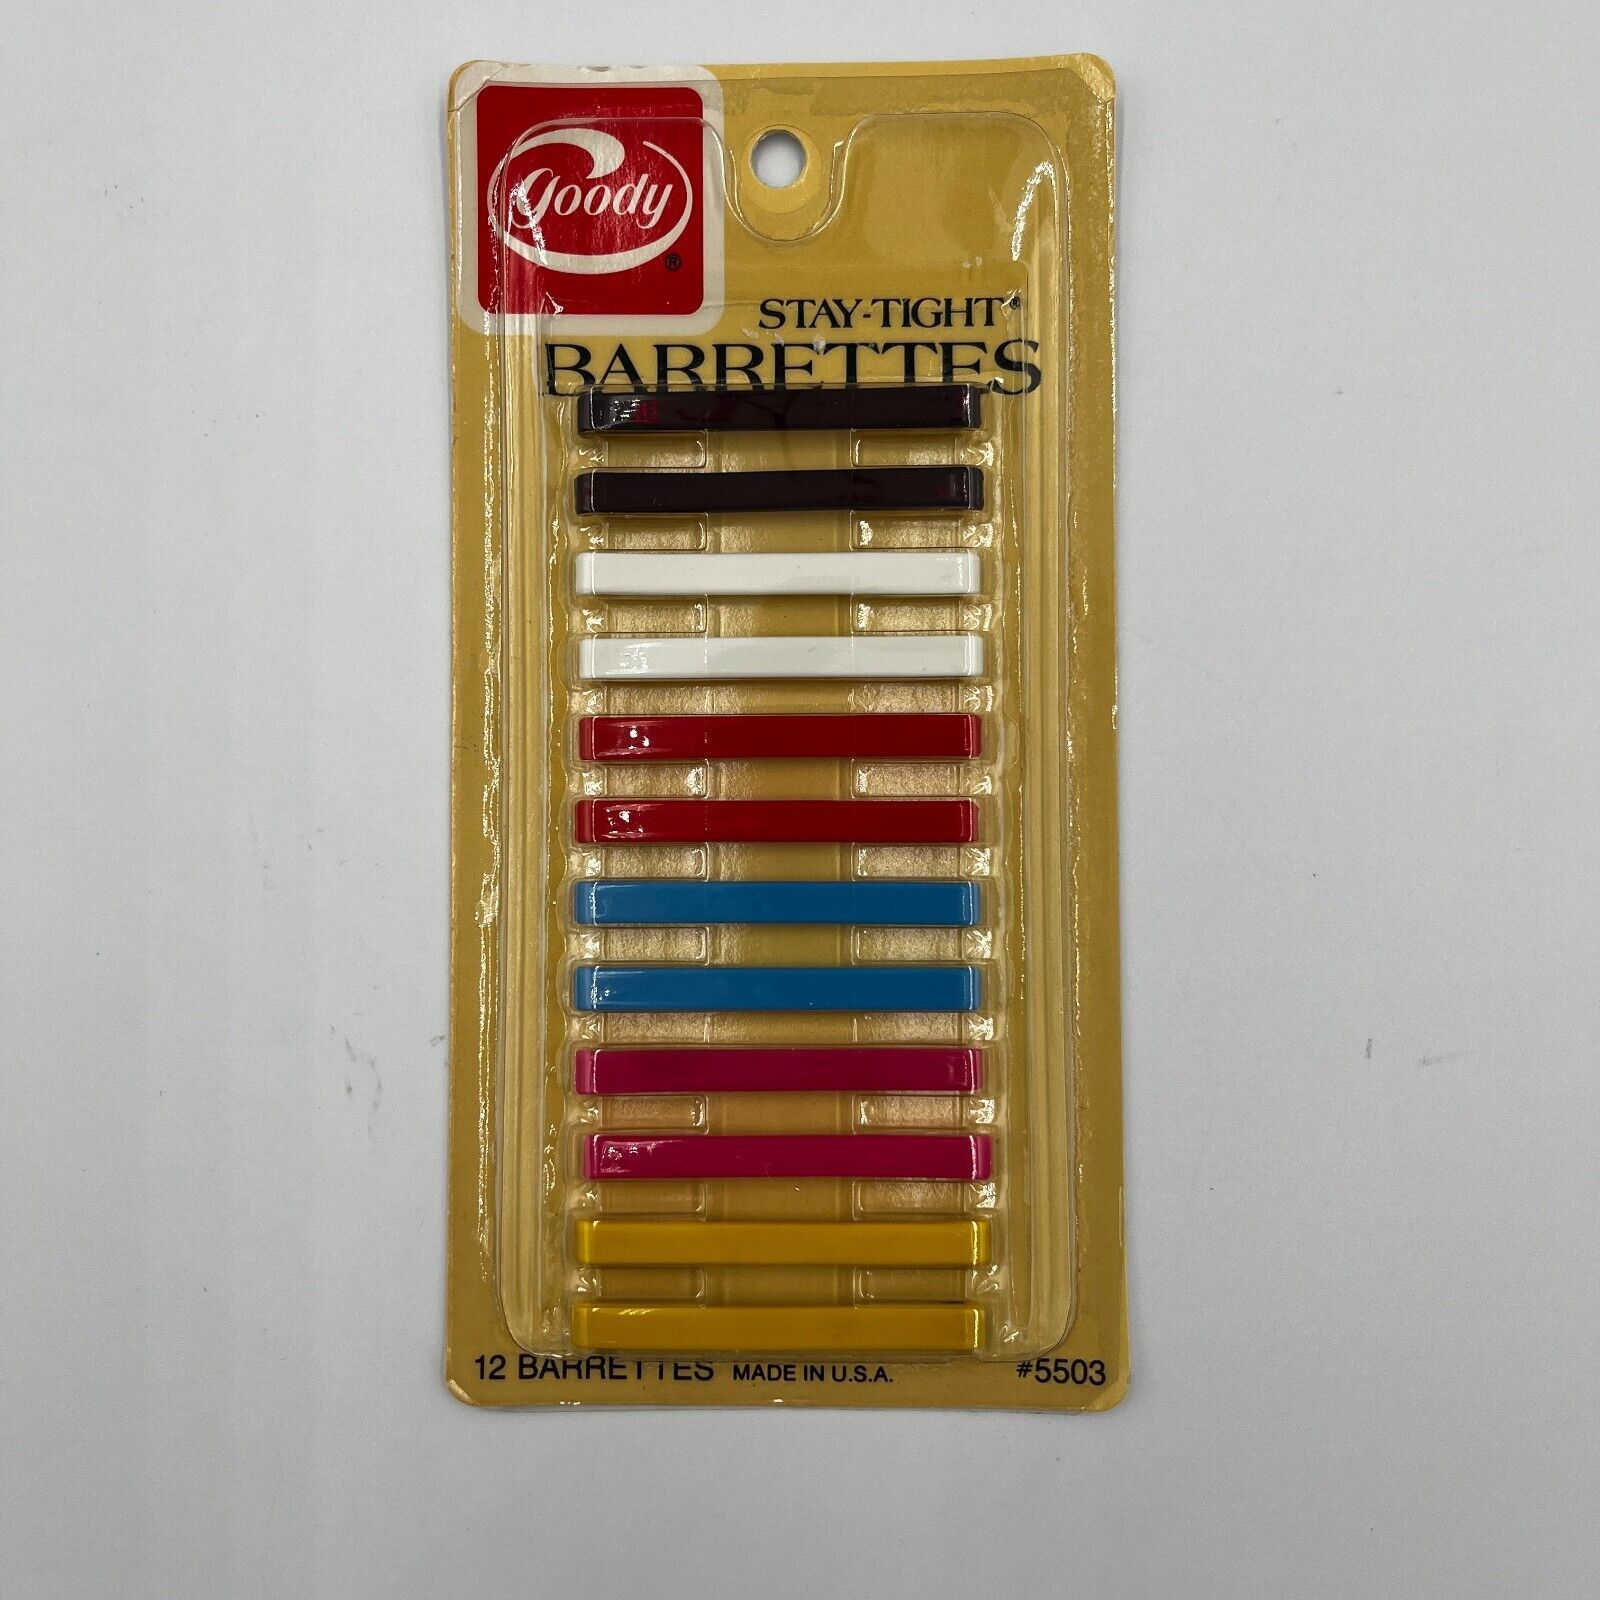 goody
®
STAY-TIGHT®
BARRETTES
12 BARRETTES MADE IN U.S.A. #5503